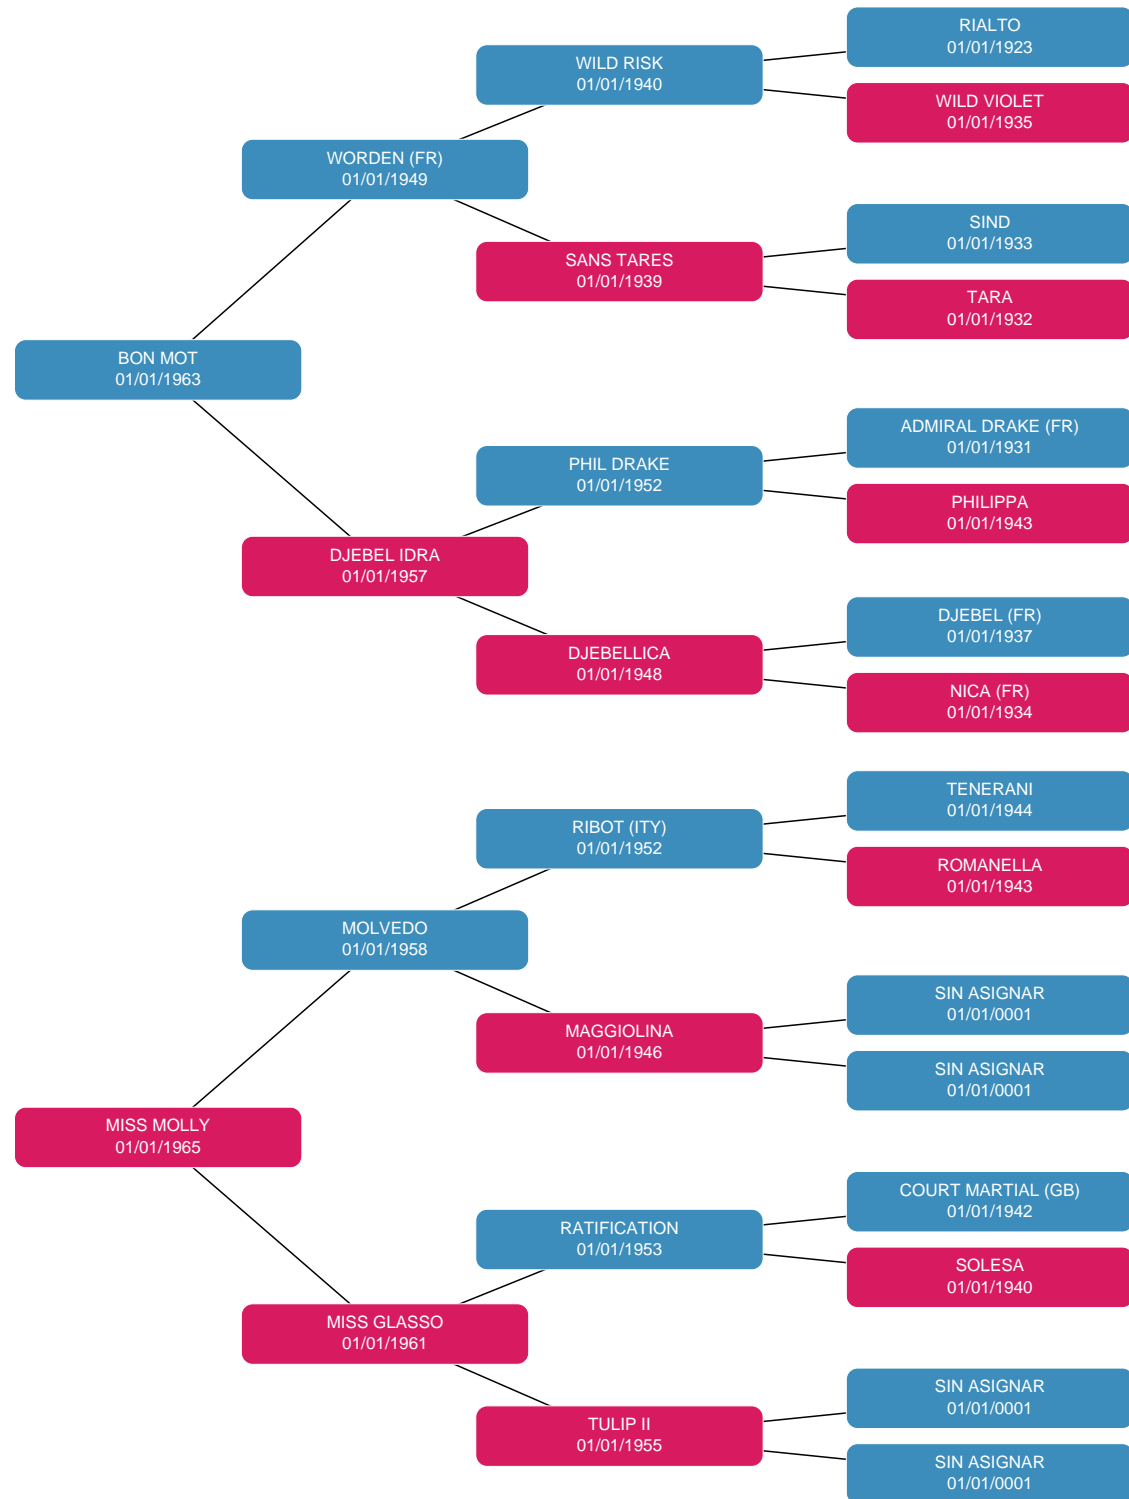 RIALTO
01/01/1923
WILD RISK
01/01/1940
WILD VIOLET
01/01/1935
WORDEN (FR)
01/01/1949
SIND
01/01/1933
SANS TARES
01/01/1939
TARA
01/01/1932
BON MOT
01/01/1963
ADMIRAL DRAKE (FR)
01/01/1931
PHIL DRAKE
01/01/1952
PHILIPPA
01/01/1943
DJEBEL IDRA
01/01/1957
DJEBEL (FR)
01/01/1937
DJEBELLICA
01/01/1948
NICA (FR)
01/01/1934
TENERANI
01/01/1944
RIBOT (ITY)
01/01/1952
ROMANELLA
01/01/1943
MOLVEDO
01/01/1958
SIN ASIGNAR
01/01/0001
MAGGIOLINA
01/01/1946
SIN ASIGNAR
01/01/0001
MISS MOLLY
01/01/1965
COURT MARTIAL (GB)
01/01/1942
RATIFICATION
01/01/1953
SOLESA
01/01/1940
MISS GLASSO
01/01/1961
SIN ASIGNAR
01/01/0001
TULIP II
01/01/1955
SIN ASIGNAR
01/01/0001